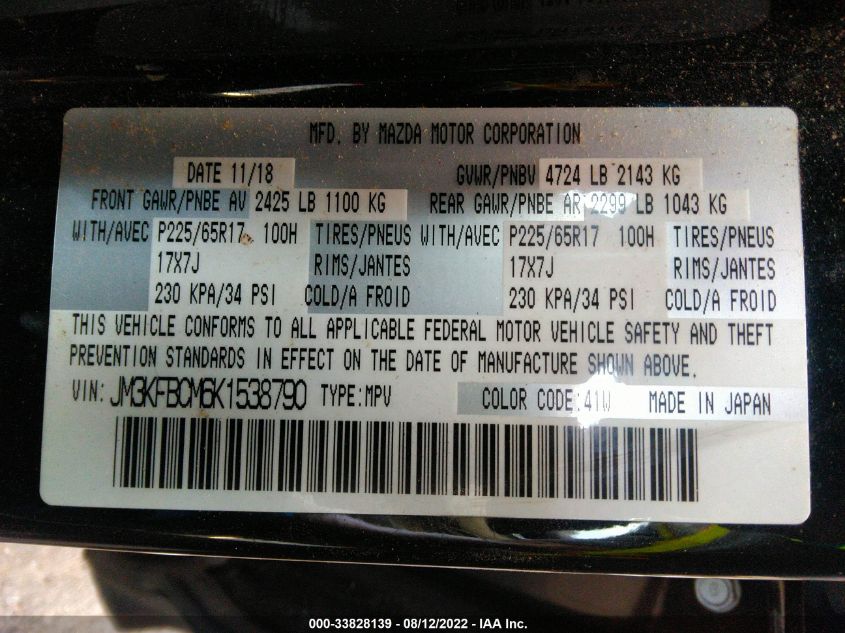 MFD. BY MAZDA MOTOR CORPORATION
DATE 11/18 GVWR/PNBV 4724 LB 2143 KG
FRONT GAWR/PNBE AV 2425 LB 1100 KG REAR GAWR/PNBE AR 2299 LB 1043 KG
WITH/AVEC P225/65R17 100H TIRES/PNEUS WITH/AVEC P225/65R17 100H TIRES/PNEUS
17X7J RIMS/JANTES 17X7J RIMS/JANTES
230 KPA/34 PSI COLD/A FROID 230 KPA/34 PSI COLD/A FROID
THIS VEHICLE CONFORMS TO ALL APPLICABLE FEDERAL MOTOR VEHICLE SAFETY AND THEFT
PREVENTION STANDARDS IN EFFECT ON THE DATE OF MANUFACTURE SHOWN ABOVE.
VIN: JM3KFBCM6K1538790 TYPE:MPV COLOR CODE:41W MADE IN JAPAN
000-33828139 - 08/12/2022 - IAA Inc.